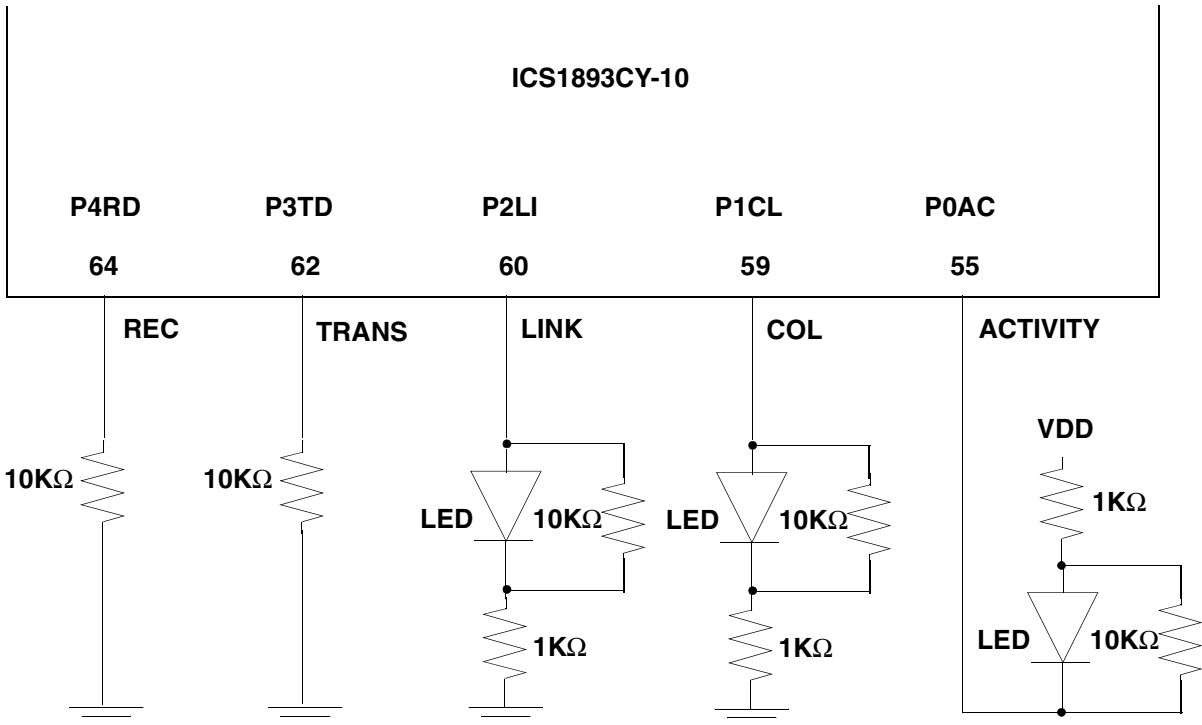 ICS1893CY-10
P4RD P3TD P2LI P1CL P0AC
64 62 60 59 55
REC TRANS LINK COL ACTIVITY
VDD
10KΩ 10KΩ 1KΩ
LED 10KΩ LED 10KΩ
1KΩ 1KΩ LED 10KΩ